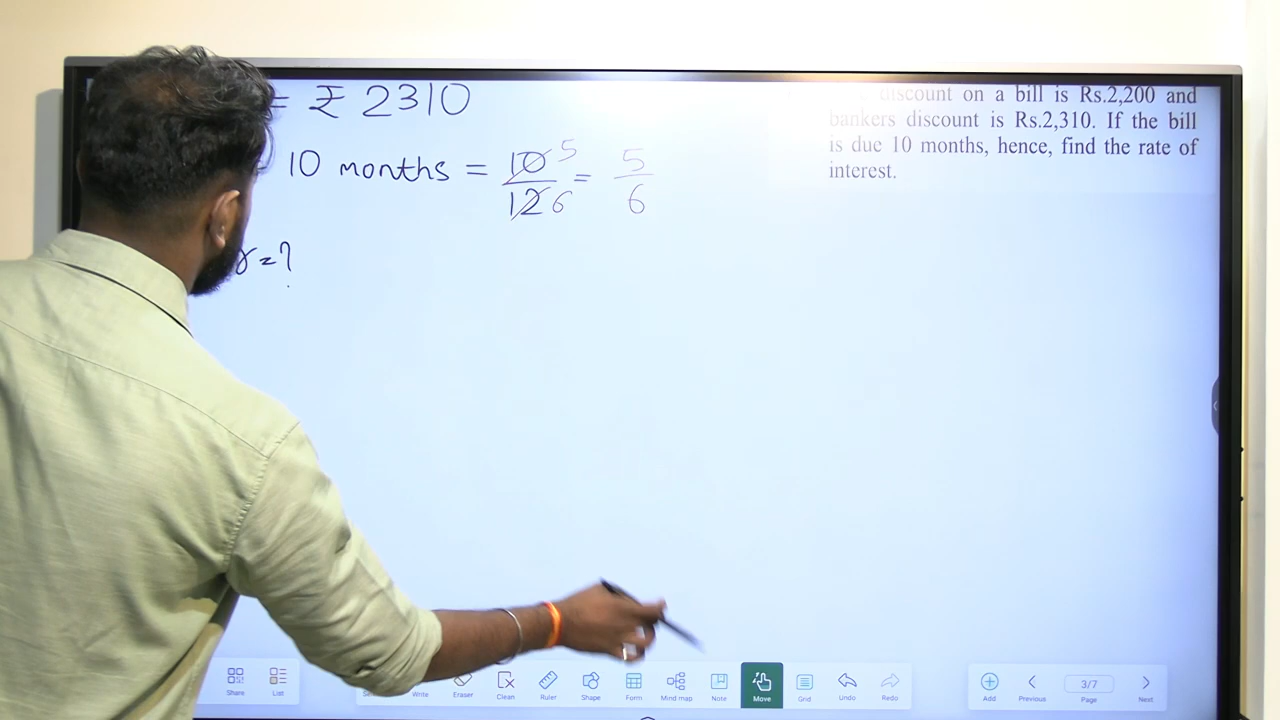 = ₹ 2310
discount on a bill is Rs.2,200 and
bankers discount is Rs.2,310. If the bill
is due 10 months, hence, find the rate of
interest.
10 months = 10 5 / 12 6 = 5 / 6
r = ?
Share
List
Write
Eraser
Clean
Ruler
Shape
Form
Mind map
Note
Move
Grid
Undo
Redo
Add
Previous
3/7
Page
Next